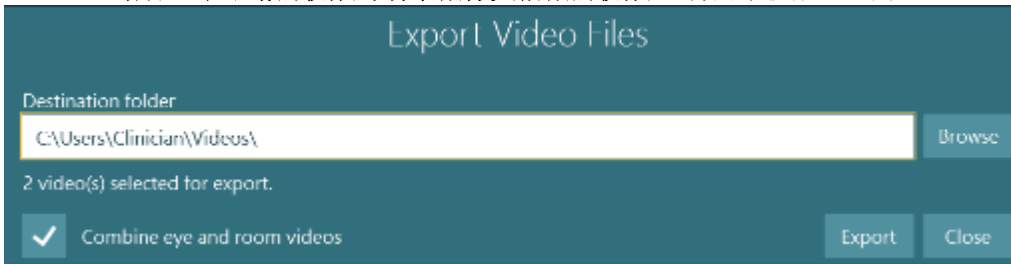 Export Video Files
Destination folder
C:\Users\Clinician\Videos\
Browse
2 video(s) selected for export.
Combine eye and room videos
Export
Close